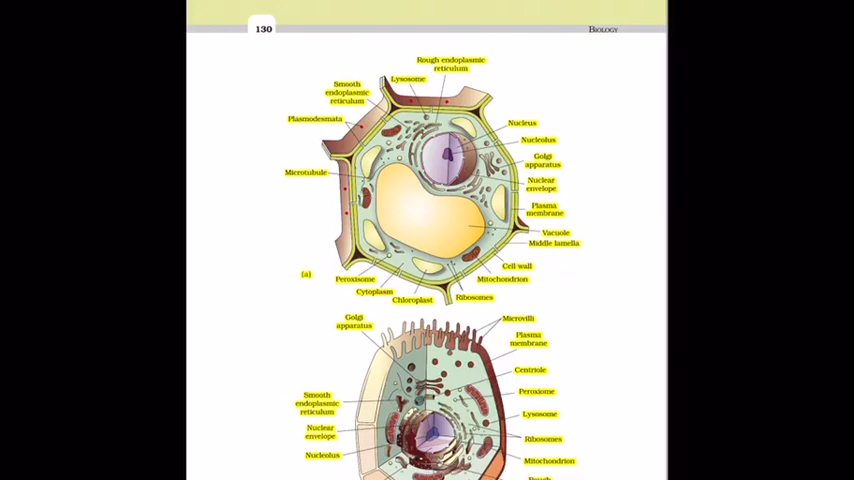 130
BIOLOGY
Rough endoplasmic
reticulum
Lysosome
Smooth
endoplasmic
reticulum
Plasmodesmata
Nucleus
Nucleolus
Golgi
apparatus
Microtubule
Nuclear
envelope
Plasma
membrane
Vacuole
Middle lamella
Cell wall
(a)
Peroxisome
Mitochondrion
Cytoplasm
Ribosomes
Chloroplast
Golgi
apparatus
Microvilli
Plasma
membrane
Centriole
Peroxiome
Smooth
endoplasmic
reticulum
Lysosome
Nuclear
envelope
Ribosomes
Nucleolus
Mitochondrion
Rough